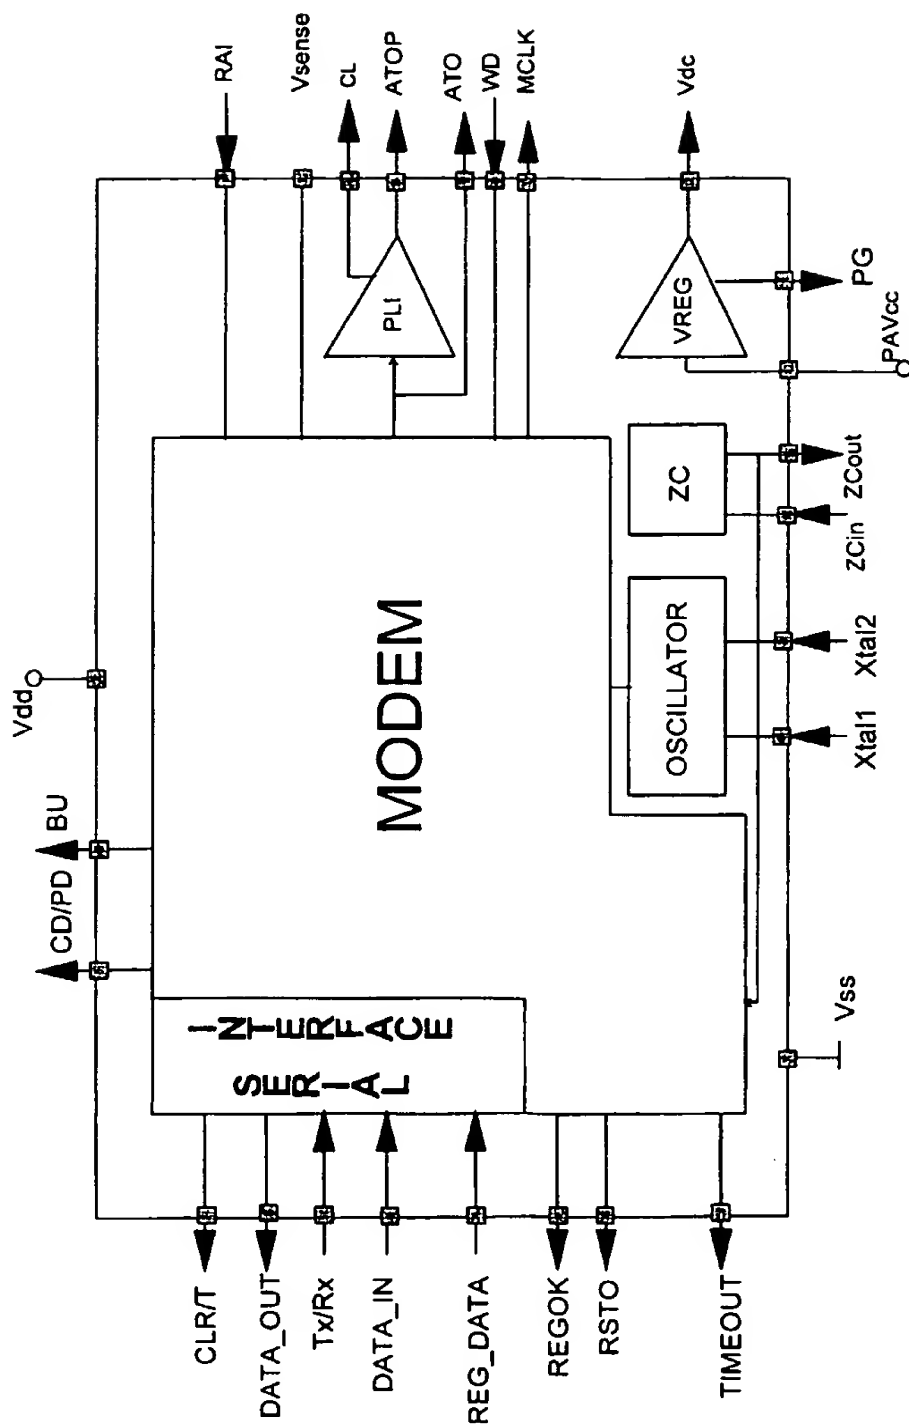 RAI
Vsense
CL
ATOP
ATO
WD
MCLK
Vdc
PLI
VREG
PG
PAVcc
ZC
ZCout
ZCin
MODEM
OSCILLATOR
Xtal2
Xtal1
Vdd
BU
CD/PD
SERIAL
INTERFACE
Vss
CLR/T
DATA_OUT
Tx/Rx
DATA_IN
REG_DATA
REGOK
RSTO
TIMEOUT